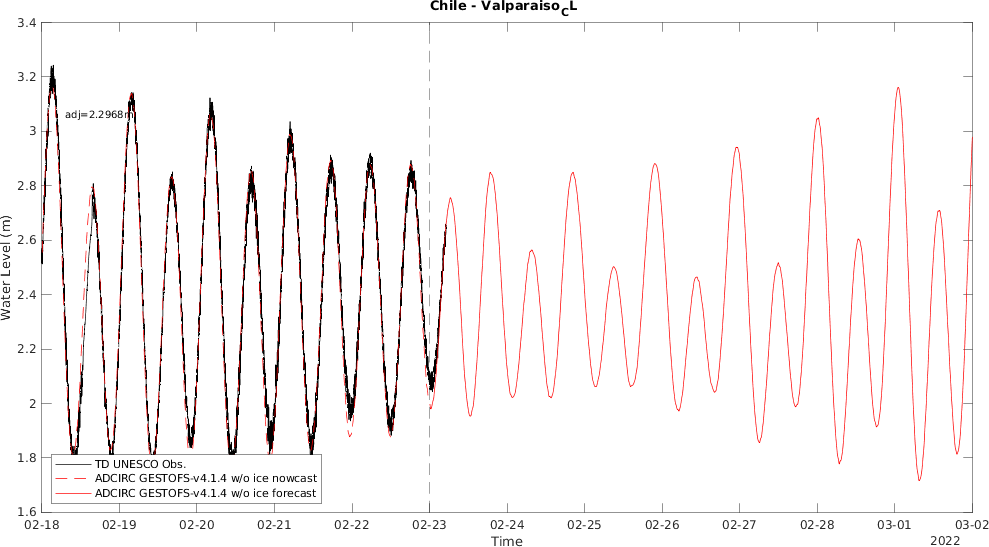 Chile - Valparaiso_CL
3.4
3.2
3
2.8
2.6
2.4
2.2
2
1.8
1.6
Water Level (m)
adj=2.2968m
TD UNESCO Obs.
ADCIRC GESTOFS-v4.1.4 w/o ice nowcast
ADCIRC GESTOFS-v4.1.4 w/o ice forecast
02-18 02-19 02-20 02-21 02-22 02-23 02-24 02-25 02-26 02-27 02-28 03-01 03-02
Time
2022